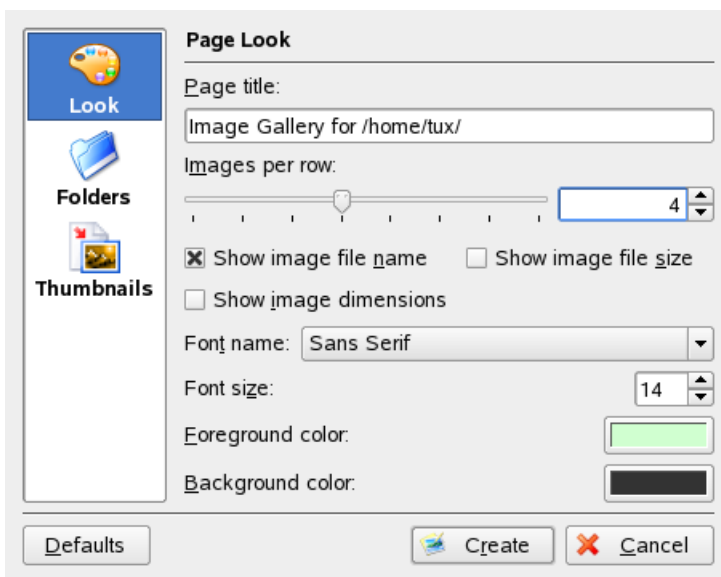 Look
Folders
Thumbnails
Page Look
Page title:
Image Gallery for /home/tux/
Images per row:
4
Show image file name
Show image file size
Show image dimensions
Font name: Sans Serif
Font size: 14
Foreground color:
Background color:
Defaults
Create
Cancel